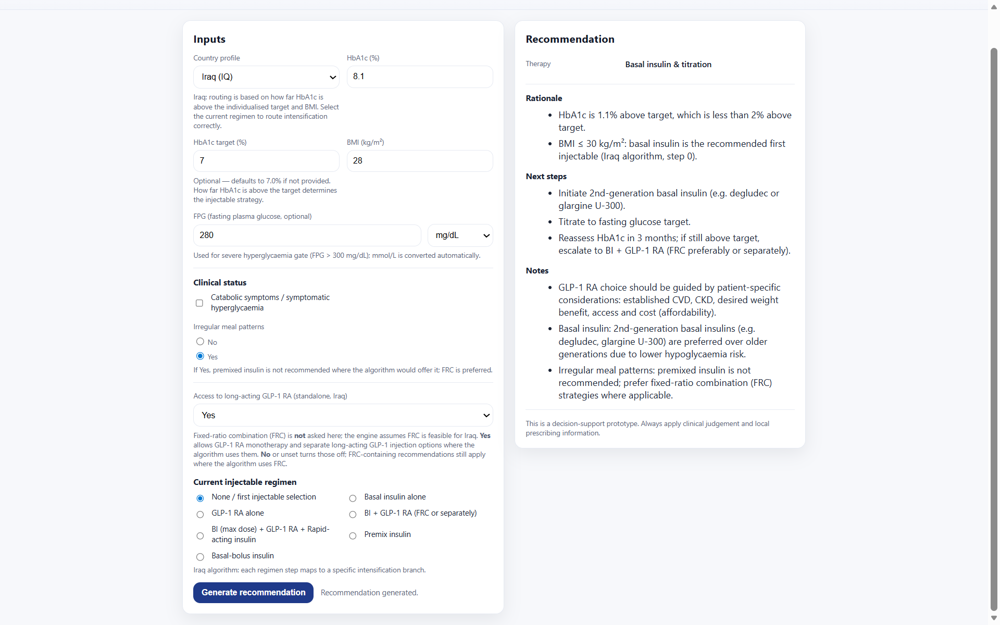 Inputs
Country profile
Iraq (IQ)
Iraq: routing is based on how far HbA1c is
above the individualised target and BMI. Select
the current regimen to route intensification
correctly.
HbA1c (%)
8.1
HbA1c target (%)
7
Optional — defaults to 7.0% if not provided.
How far HbA1c is above the target determines
the injectable strategy.
BMI (kg/m²)
28
FPG (fasting plasma glucose, optional)
280
mg/dL
Used for severe hyperglycaemia gate (FPG > 300 mg/dL); mmol/L is converted automatically.
Clinical status
Catabolic symptoms / symptomatic
hyperglycaemia
Irregular meal patterns
No
Yes
If Yes, premixed insulin is not recommended where the algorithm would offer it; FRC is preferred.
Access to long-acting GLP-1 RA (standalone, Iraq)
Yes
Fixed-ratio combination (FRC) is not asked here; the engine assumes FRC is feasible for Iraq. Yes
allows GLP-1 RA monotherapy and separate long-acting GLP-1 injection options where the
algorithm uses them. No or unset turns those off; FRC-containing recommendations still apply
where the algorithm uses FRC.
Current injectable regimen
None / first injectable selection
Basal insulin alone
GLP-1 RA alone
BI + GLP-1 RA (FRC or separately)
BI (max dose) + GLP-1 RA + Rapid-
acting insulin
Premix insulin
Basal-bolus insulin
Iraq algorithm: each regimen step maps to a specific intensification branch.
Generate recommendation
Recommendation generated.
Recommendation
Therapy
Basal insulin & titration
Rationale
• HbA1c is 1.1% above target, which is less than 2% above
target.
• BMI ≤ 30 kg/m²: basal insulin is the recommended first
injectable (Iraq algorithm, step 0).
Next steps
• Initiate 2nd-generation basal insulin (e.g. degludec or
glargine U-300).
• Titrate to fasting glucose target.
• Reassess HbA1c in 3 months; if still above target,
escalate to BI + GLP-1 RA (FRC preferably or separately).
Notes
• GLP-1 RA choice should be guided by patient-specific
considerations: established CVD, CKD, desired weight
benefit, access and cost (affordability).
• Basal insulin: 2nd-generation basal insulins (e.g.
degludec, glargine U-300) are preferred over older
generations due to lower hypoglycaemia risk.
• Irregular meal patterns: premixed insulin is not
recommended; prefer fixed-ratio combination (FRC)
strategies where applicable.
This is a decision-support prototype. Always apply clinical judgement and local
prescribing information.